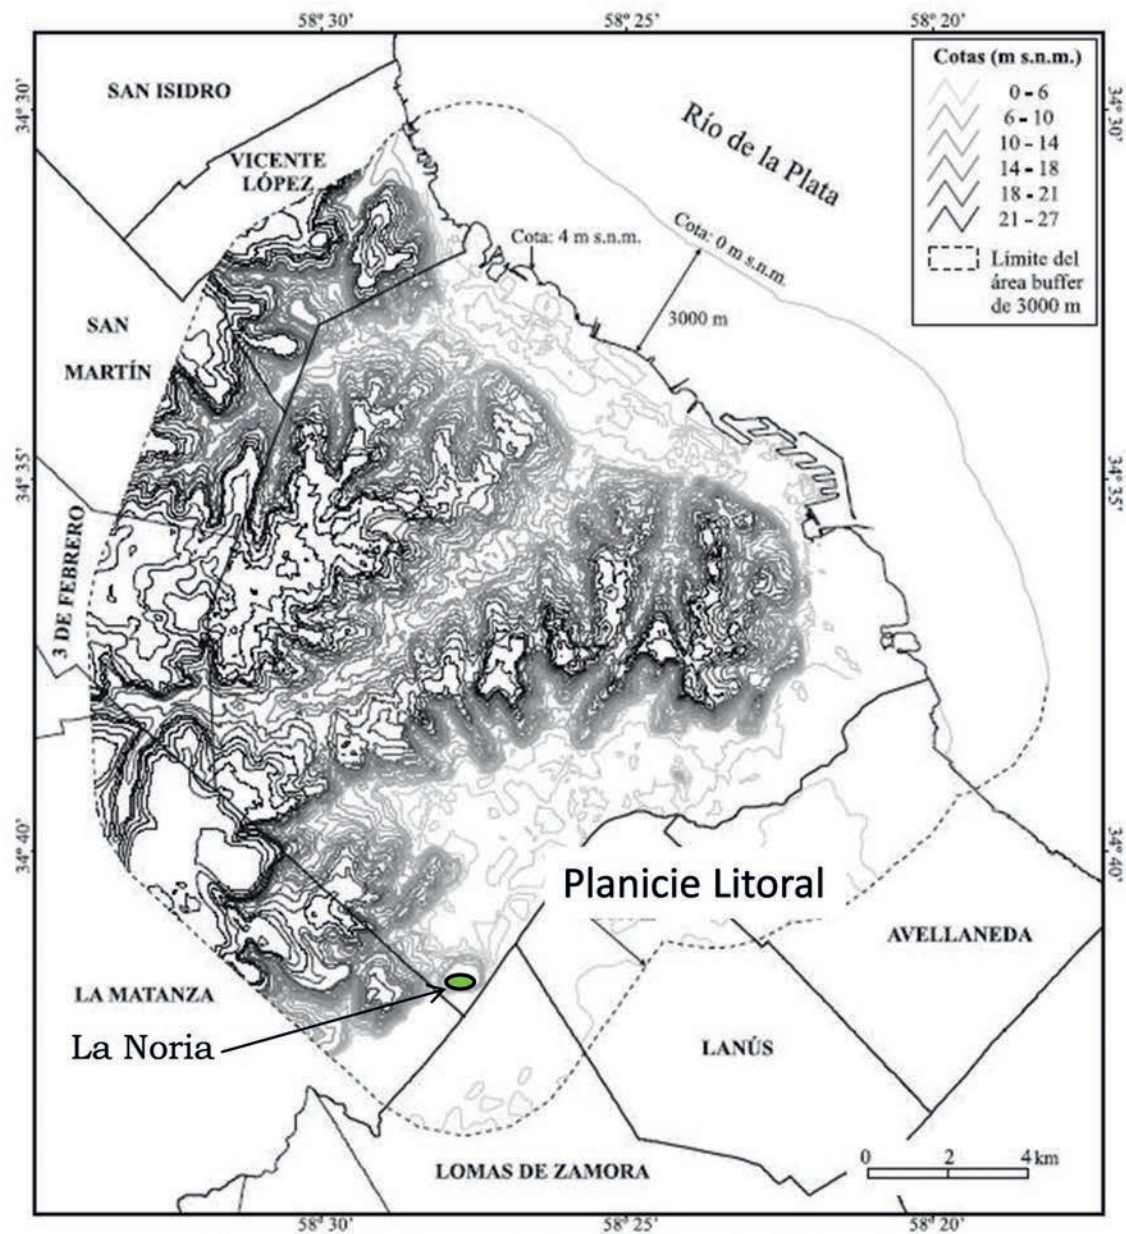 58° 30'
58° 25'
58° 20'
34° 30'
34° 35'
34° 40'
SAN ISIDRO
VICENTE
LÓPEZ
SAN
MARTÍN
3 DE FEBRERO
LA MATANZA
La Noria
Río de la Plata
Cota: 4 m s.n.m.
Cota: 0 m s.n.m.
3000 m
Cotas (m s.n.m.)
0 - 6
6 - 10
10 - 14
14 - 18
18 - 21
21 - 27
Límite del
área buffer
de 3000 m
34° 30'
34° 35'
34° 40'
Planicie Litoral
AVELLANEDA
LANÚS
LOMAS DE ZAMORA
0 2 4 km
58° 30'
58° 25'
58° 20'